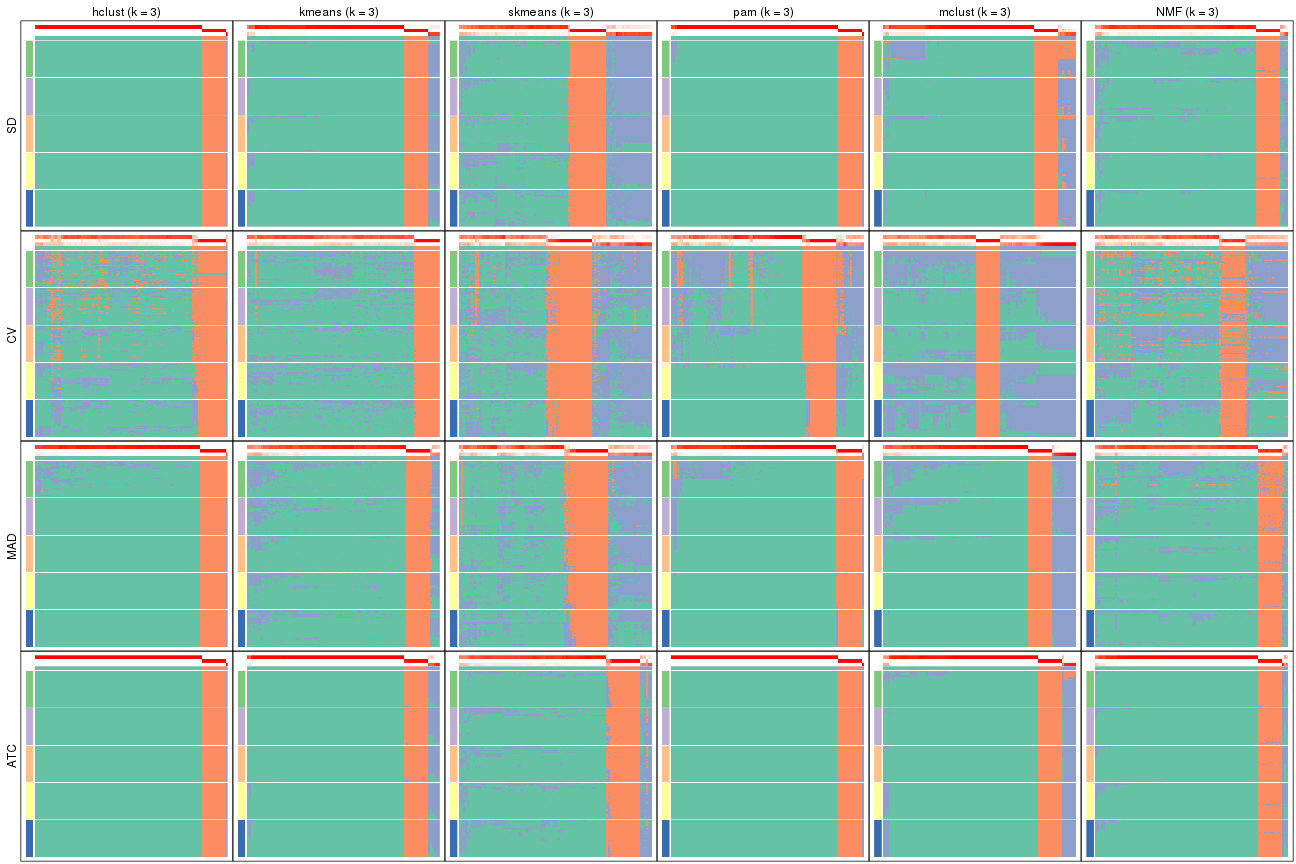 hclust (k = 3)
kmeans (k = 3)
skmeans (k = 3)
pam (k = 3)
mclust (k = 3)
NMF (k = 3)
SD
CV
MAD
ATC